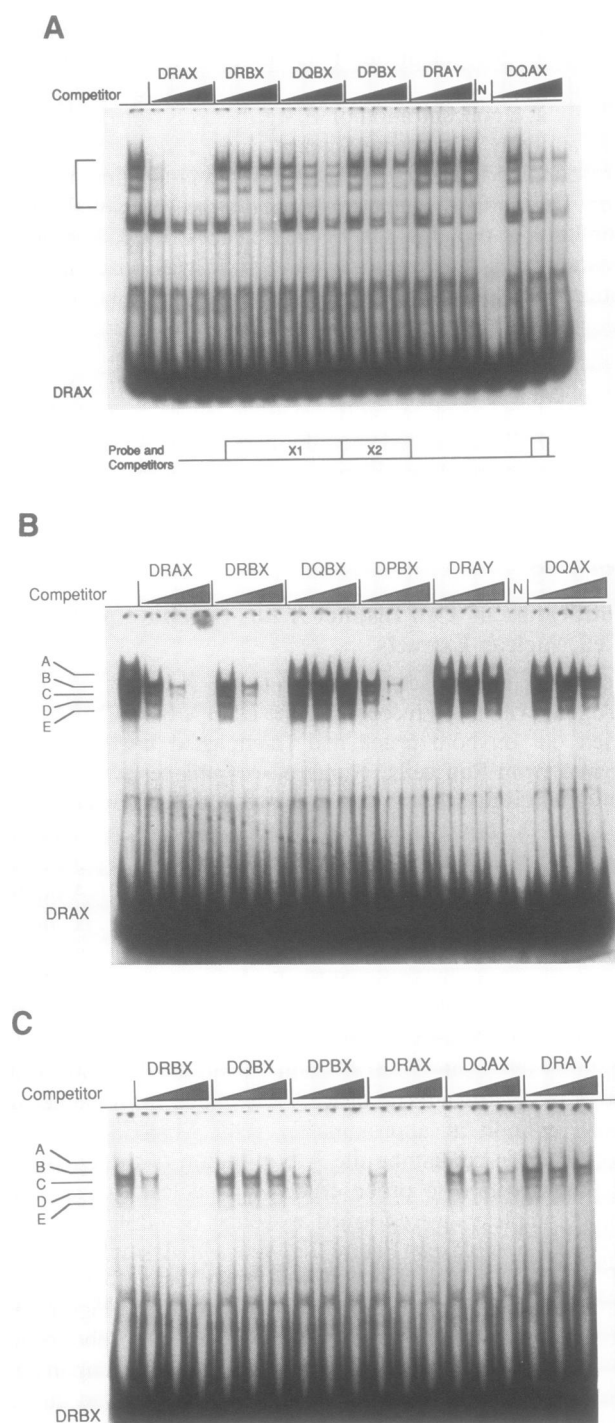 A
DRAX DRBX DQBX DPBX DRAY N DQAX
Competitor
DRAX
Probe and
Competitors
X1 X2
B
DRAX DRBX DQBX DPBX DRAY N DQAX
Competitor
A
B
C
D
E
DRAX
C
DRBX DQBX DPBX DRAX DQAX DRA Y
Competitor
A
B
C
D
E
DRBX